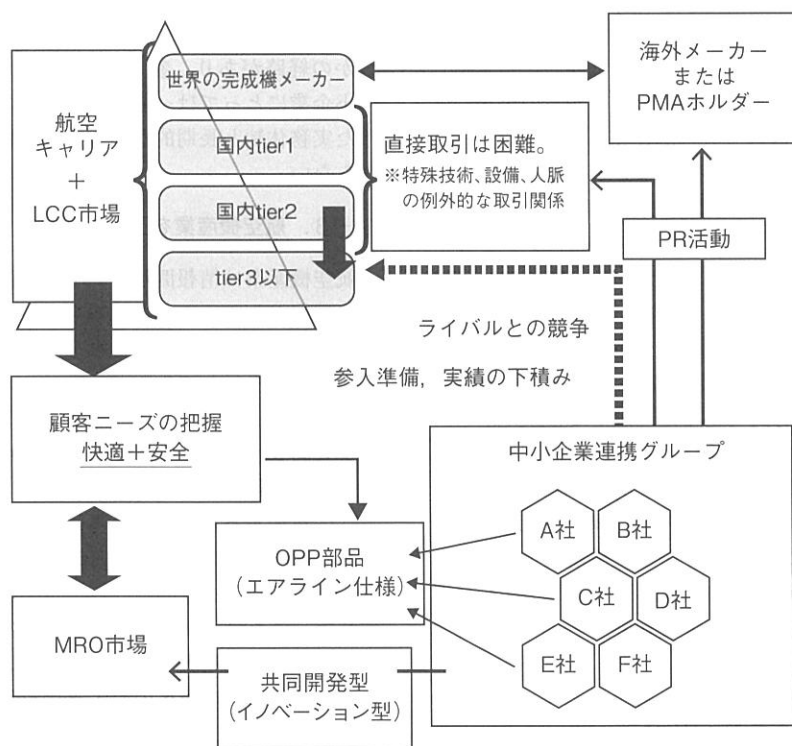 航空
キャリア
+
LCC市場
世界の完成機メーカー
国内tier1
国内tier2
tier3以下
直接取引は困難。
※特殊技術、設備、人脈
の例外的な取引関係
海外メーカー
または
PMAホルダー
PR活動
ライバルとの競争
参入準備，実績の下積み
顧客ニーズの把握
快適＋安全
OPP部品
（エアライン仕様）
MRO市場
共同開発型
（イノベーション型）
中小企業連携グループ
A社
B社
C社
D社
E社
F社